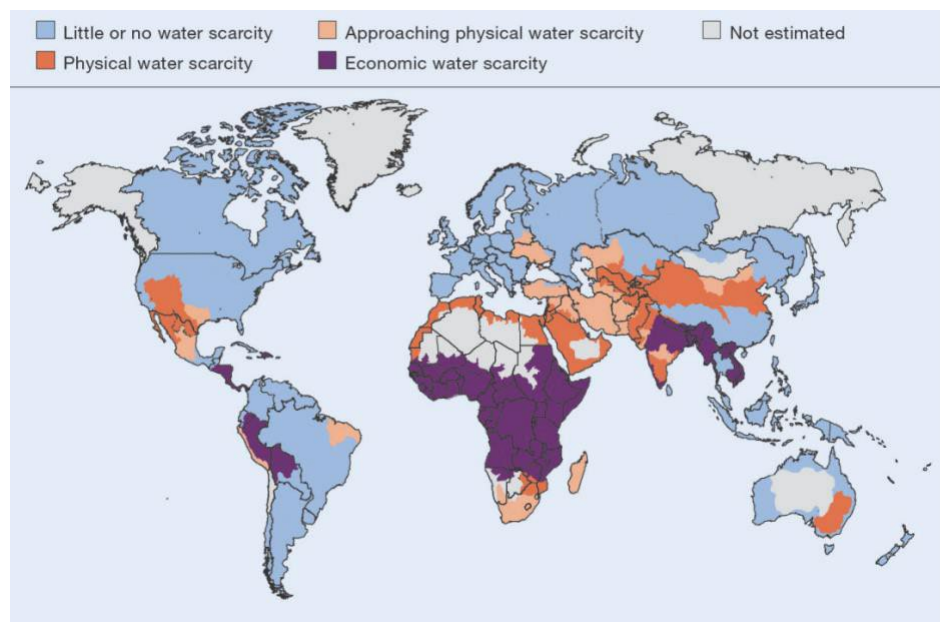 Little or no water scarcity
Approaching physical water scarcity
Not estimated
Physical water scarcity
Economic water scarcity